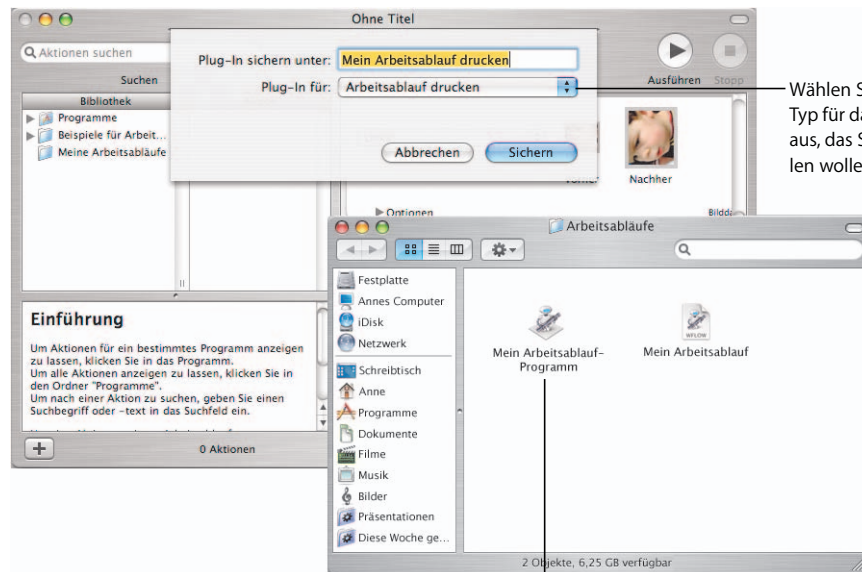 Ohne Titel
Aktionen suchen
Suchen
Plug-In sichern unter: Mein Arbeitsablauf drucken
Plug-In für: Arbeitsablauf drucken
Abbrechen Sichern
Ausführen Stopp
Bibliothek
Programme
Beispiele für Arbeit...
Meine Arbeitsabläufe
Nachher
Optionen
Wählen S
Typ für da
aus, das S
len wolle
Einführung
Um Aktionen für ein bestimmtes Programm anzeigen
zu lassen, klicken Sie in das Programm.
Um alle Aktionen anzeigen zu lassen, klicken Sie in
den Ordner "Programme".
Um nach einer Aktion zu suchen, geben Sie einen
Suchbegriff oder -text in das Suchfeld ein.
0 Aktionen
Arbeitsabläufe
Festplatte
Annes Computer
iDisk
Netzwerk
Schreibtisch
Anne
Programme
Dokumente
Filme
Musik
Bilder
Präsentationen
Diese Woche ge...
Mein Arbeitsablauf-
Programm
WFLOW
Mein Arbeitsablauf
2 Objekte, 6,25 GB verfügbar